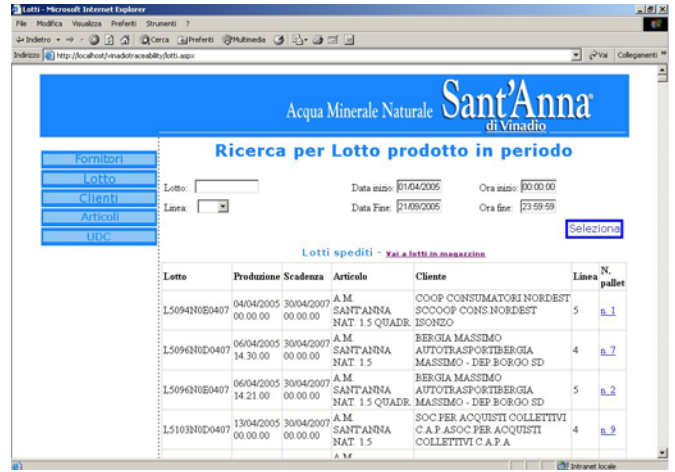 Lotti - Microsoft Internet Explorer
File Modifica Visualizza Preferiti Strumenti ?
Indietro Cerca Preferiti Multimedia
Indirizzo http://localhost/vinadiotraceability/lotti.aspx Vai Collegamenti »
Acqua Minerale Naturale Sant'Anna
di Vinadio
Fornitori
Lotto
Clienti
Articoli
UDC
Ricerca per Lotto prodotto in periodo
Lotto: Data inizio: 01/04/2005 Ora inizio: 00:00:00
Linea: Data Fine: 21/09/2005 Ora fine: 23:59:59
Seleziona
Lotti spediti - Vai a lotti in magazzino
Lotto Produzione Scadenza Articolo Cliente Linea N. pallet
L5094N0E0407 04/04/2005 00.00.00 30/04/2007 00.00.00 A.M. SANT'ANNA NAT. 1.5 QUADR. COOP CONSUMATORI NORDEST SCCOOP CONS.NORDEST ISONZO 5 n. 1
L5096N0D0407 06/04/2005 14.30.00 30/04/2007 00.00.00 A.M. SANT'ANNA NAT. 1.5 BERGIA MASSIMO AUTOTRASPORTIBERGIA MASSIMO - DEP.BORGO SD 4 n. 7
L5096N0E0407 06/04/2005 14.21.00 30/04/2007 00.00.00 A.M. SANT'ANNA NAT. 1.5 QUADR. BERGIA MASSIMO AUTOTRASPORTIBERGIA MASSIMO - DEP.BORGO SD 5 n. 2
L5103N0D0407 13/04/2005 00.00.00 30/04/2007 00.00.00 A.M. SANT'ANNA NAT. 1.5 SOC.PER ACQUISTI COLLETTIVI C.A.P.ASOC.PER ACQUISTI COLLETTIVI C.A.P.A 4 n. 9
A.M.
Intranet locale